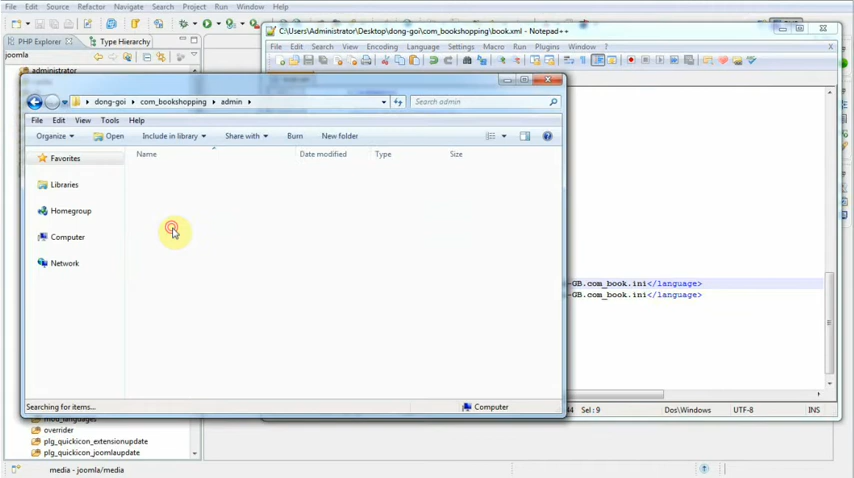 File Edit Source Refactor Navigate Search Project Run Window Help
PHP Explorer Type Hierarchy
joomla
administrator
C:\Users\Administrator\Desktop\dong-goi\com_bookshopping\book.xml - Notepad++
File Edit Search View Encoding Language Settings Macro Run Plugins Window ?
X
dong-goi com_bookshopping admin
Search admin
File Edit View Tools Help
Organize Open Include in library Share with Burn New folder
Name Date modified Type Size
Favorites
Libraries
Homegroup
Computer
Network
-GB.com_book.ini</language>
-GB.com_book.ini</language>
Searching for items...
Computer
44 Sel : 9 Dos\Windows UTF-8 INS
mod_languages
overrider
plg_quickicon_extensionupdate
plg_quickicon_joomlaupdate
media - joomla/media